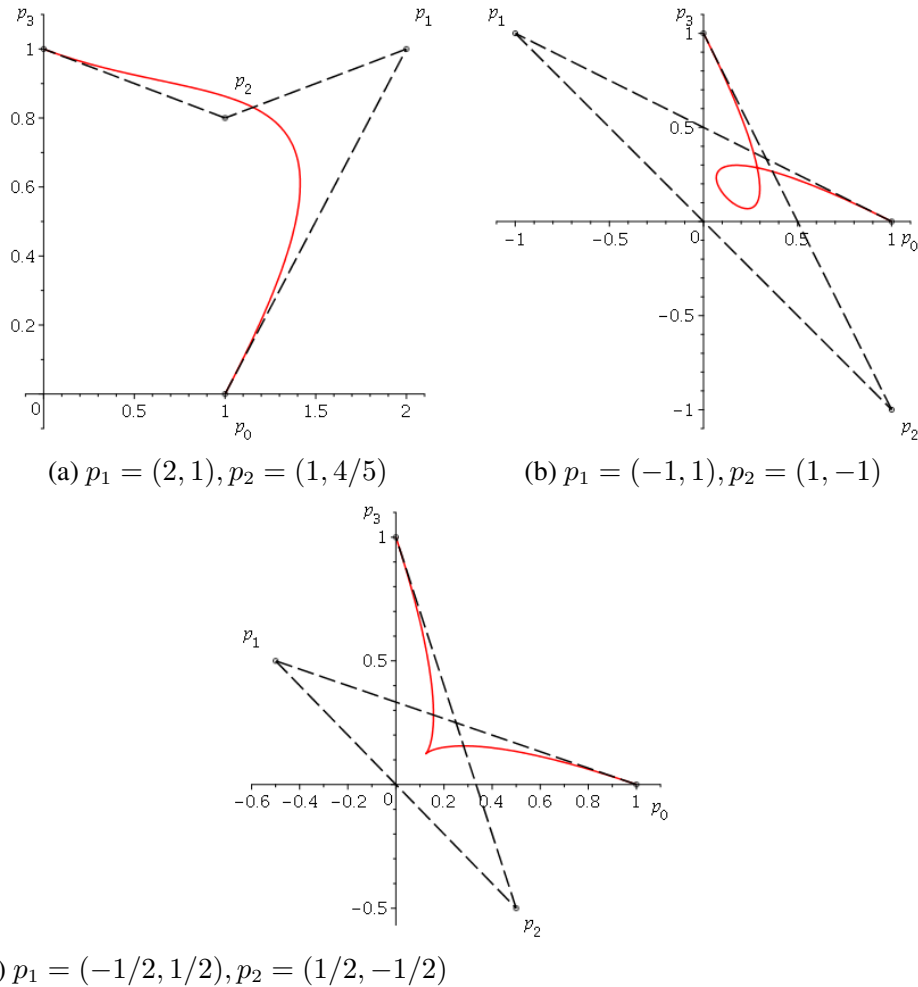 p3
p1
1
p2
0.8
0.6
0.4
0.2
0 0.5 1 1.5 2
p0
(a) p1 = (2, 1), p2 = (1, 4/5)
p1
p3
1
0.5
-1 -0.5 0 0.5 1 p0
-0.5
-1
p2
(b) p1 = (−1, 1), p2 = (1, −1)
p3
1
p1
0.5
-0.6 -0.4 -0.2 0 0.2 0.4 0.6 0.8 1 p0
-0.5
p2
) p1 = (−1/2, 1/2), p2 = (1/2, −1/2)